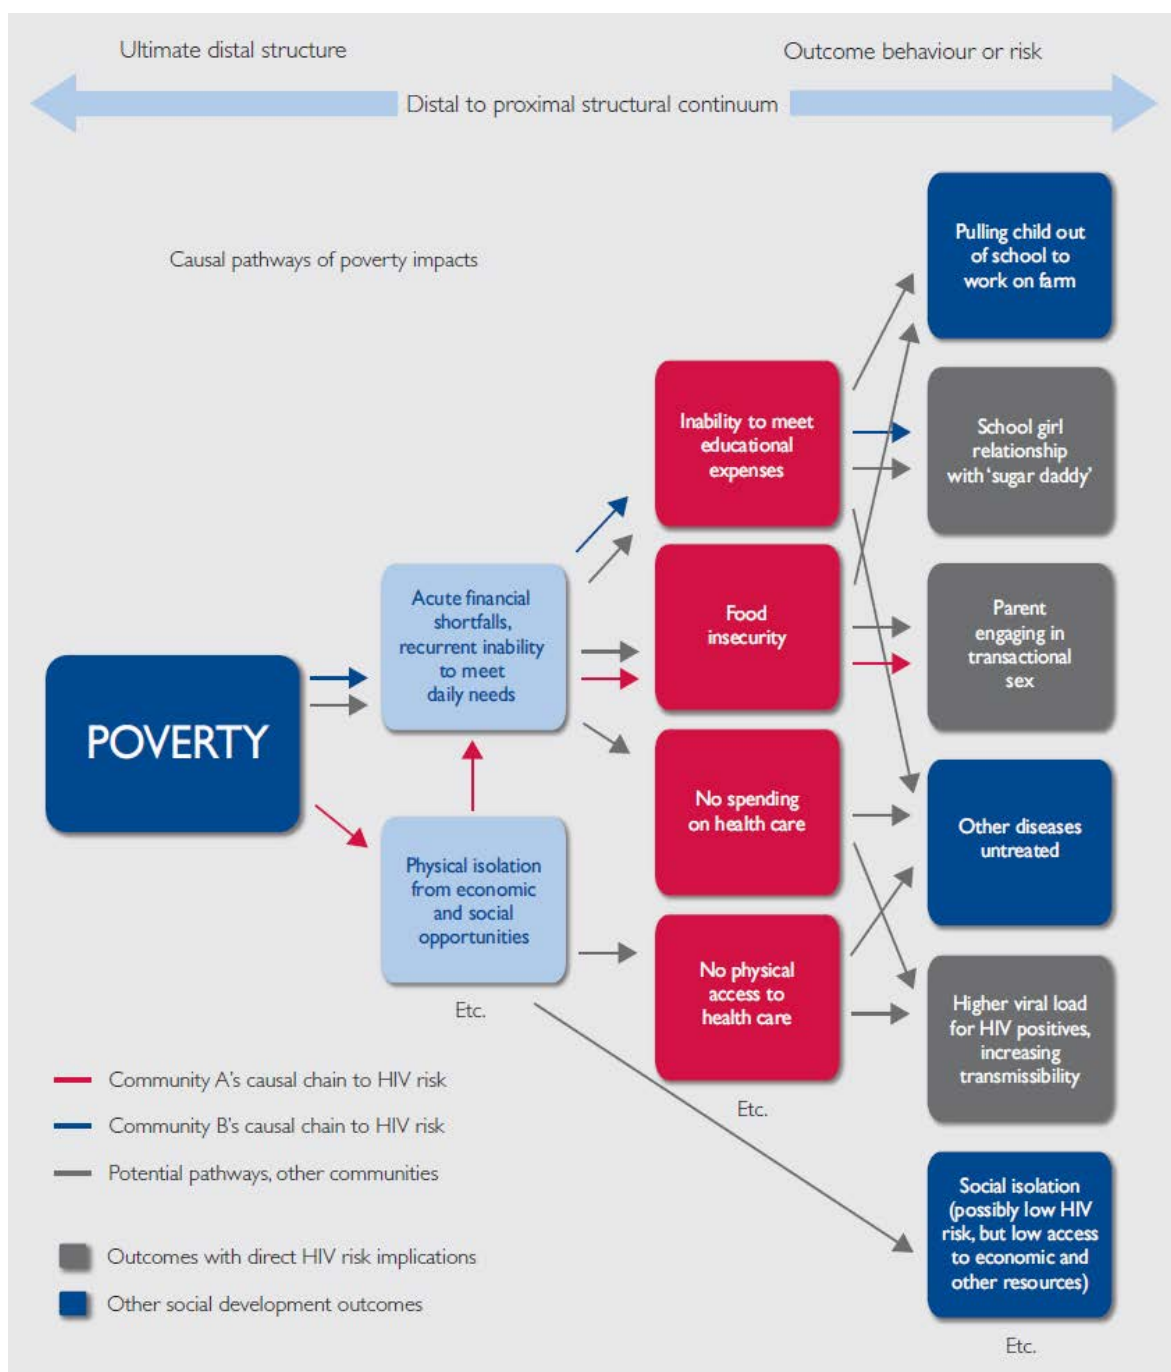 Ultimate distal structure
Outcome behaviour or risk
Distal to proximal structural continuum
Causal pathways of poverty impacts
POVERTY
Acute financial
shortfalls,
recurrent inability
to meet
daily needs
Physical isolation
from economic
and social
opportunities
Etc.
Inability to meet
educational
expenses
Food
insecurity
No spending
on health care
No physical
access to
health care
Etc.
Pulling child out
of school to
work on farm
School girl
relationship
with ‘sugar daddy’
Parent
engaging in
transactional
sex
Other diseases
untreated
Higher viral load
for HIV positives,
increasing
transmissibility
Social isolation
(possibly low HIV
risk, but low access
to economic and
other resources)
Etc.
Community A’s causal chain to HIV risk
Community B’s causal chain to HIV risk
Potential pathways, other communities
Outcomes with direct HIV risk implications
Other social development outcomes